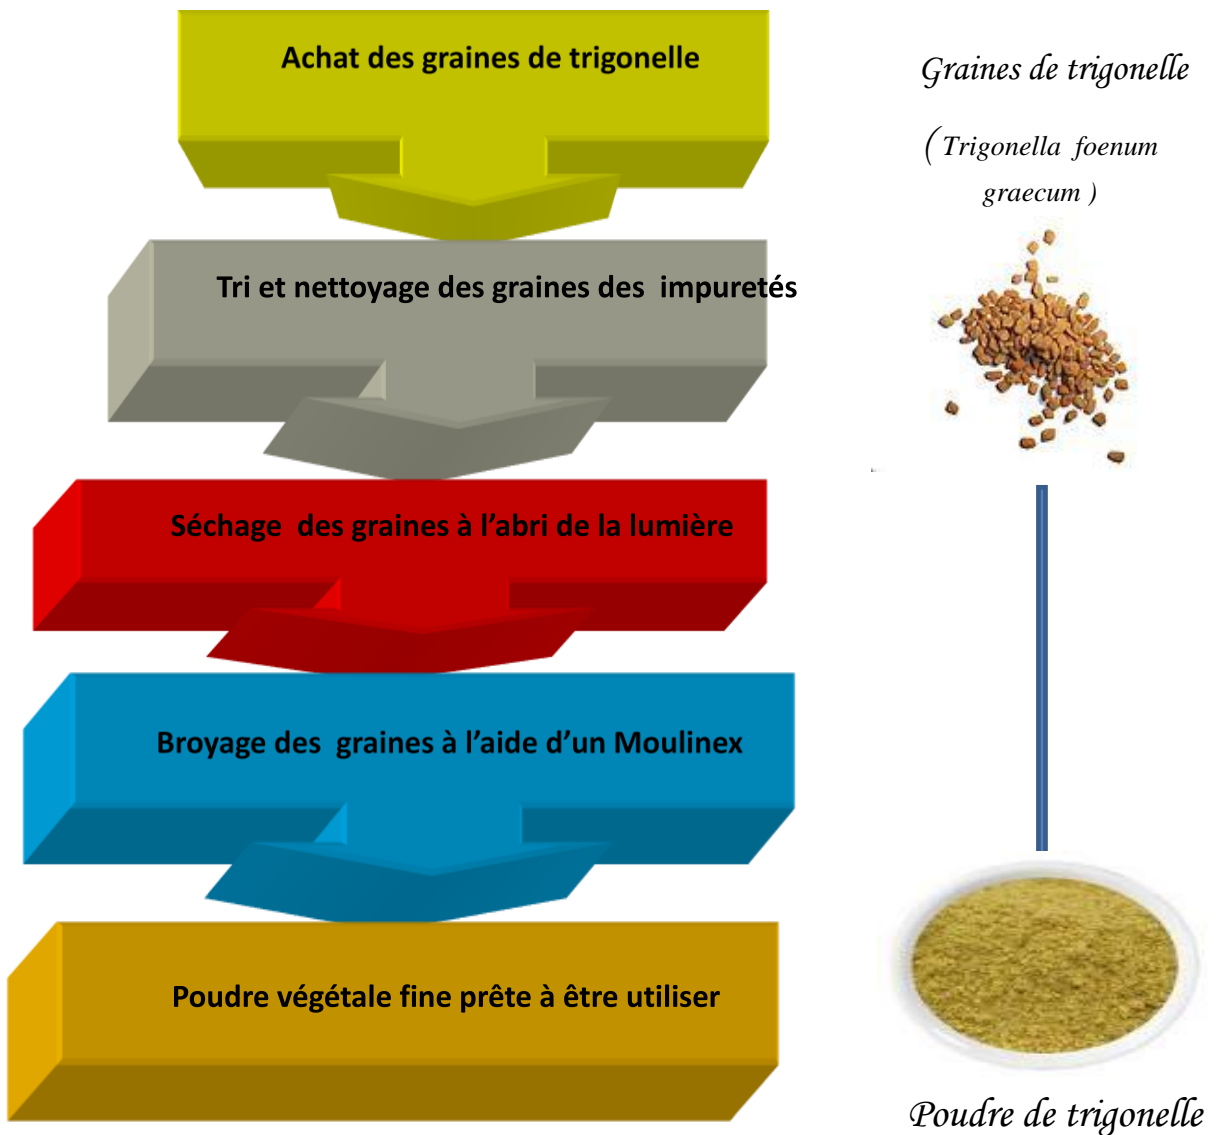 Achat des graines de trigonelle
Tri et nettoyage des graines des impuretés
Séchage des graines à l’abri de la lumière
Broyage des graines à l’aide d’un Moulinex
Poudre végétale fine prête à être utiliser
Graines de trigonelle
( Trigonella foenum
graecum )
Poudre de trigonelle